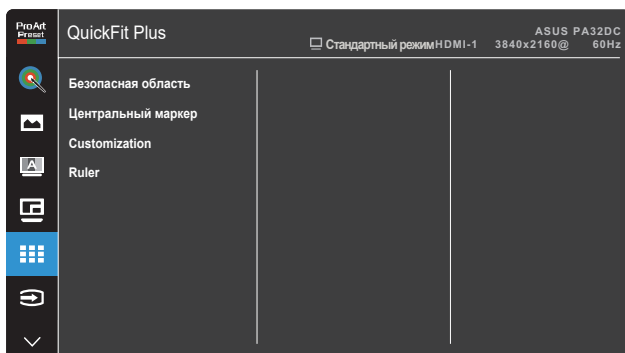 ProArt
Preset
QuickFit Plus
Стандартный режим HDMI-1
ASUS PA32DC
3840x2160@ 60Hz
Безопасная область
Центральный маркер
Customization
Ruler
A